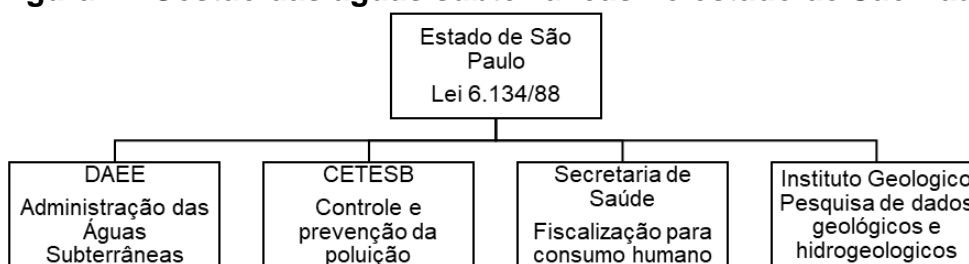 Estado de São
Paulo
Lei 6.134/88
DAEE
Administração das
Águas
Subterrâneas
CETESB
Controle e
prevenção da
poluição
Secretaria de
Saúde
Fiscalização para
consumo humano
Instituto Geologico
Pesquisa de dados
geológicos e
hidrogeologicos